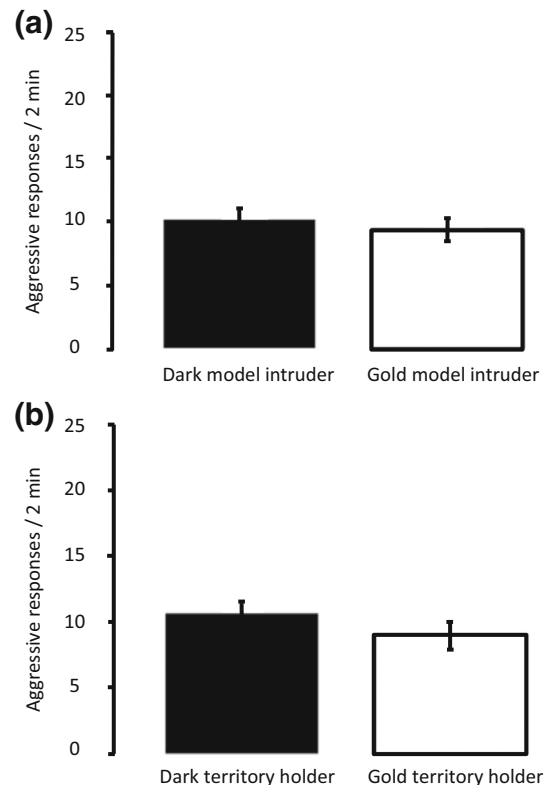 (a)
Aggressive responses / 2 min
25
20
15
10
5
0
Dark model intruder Gold model intruder
(b)
Aggressive responses / 2 min
25
20
15
10
5
0
Dark territory holder Gold territory holder